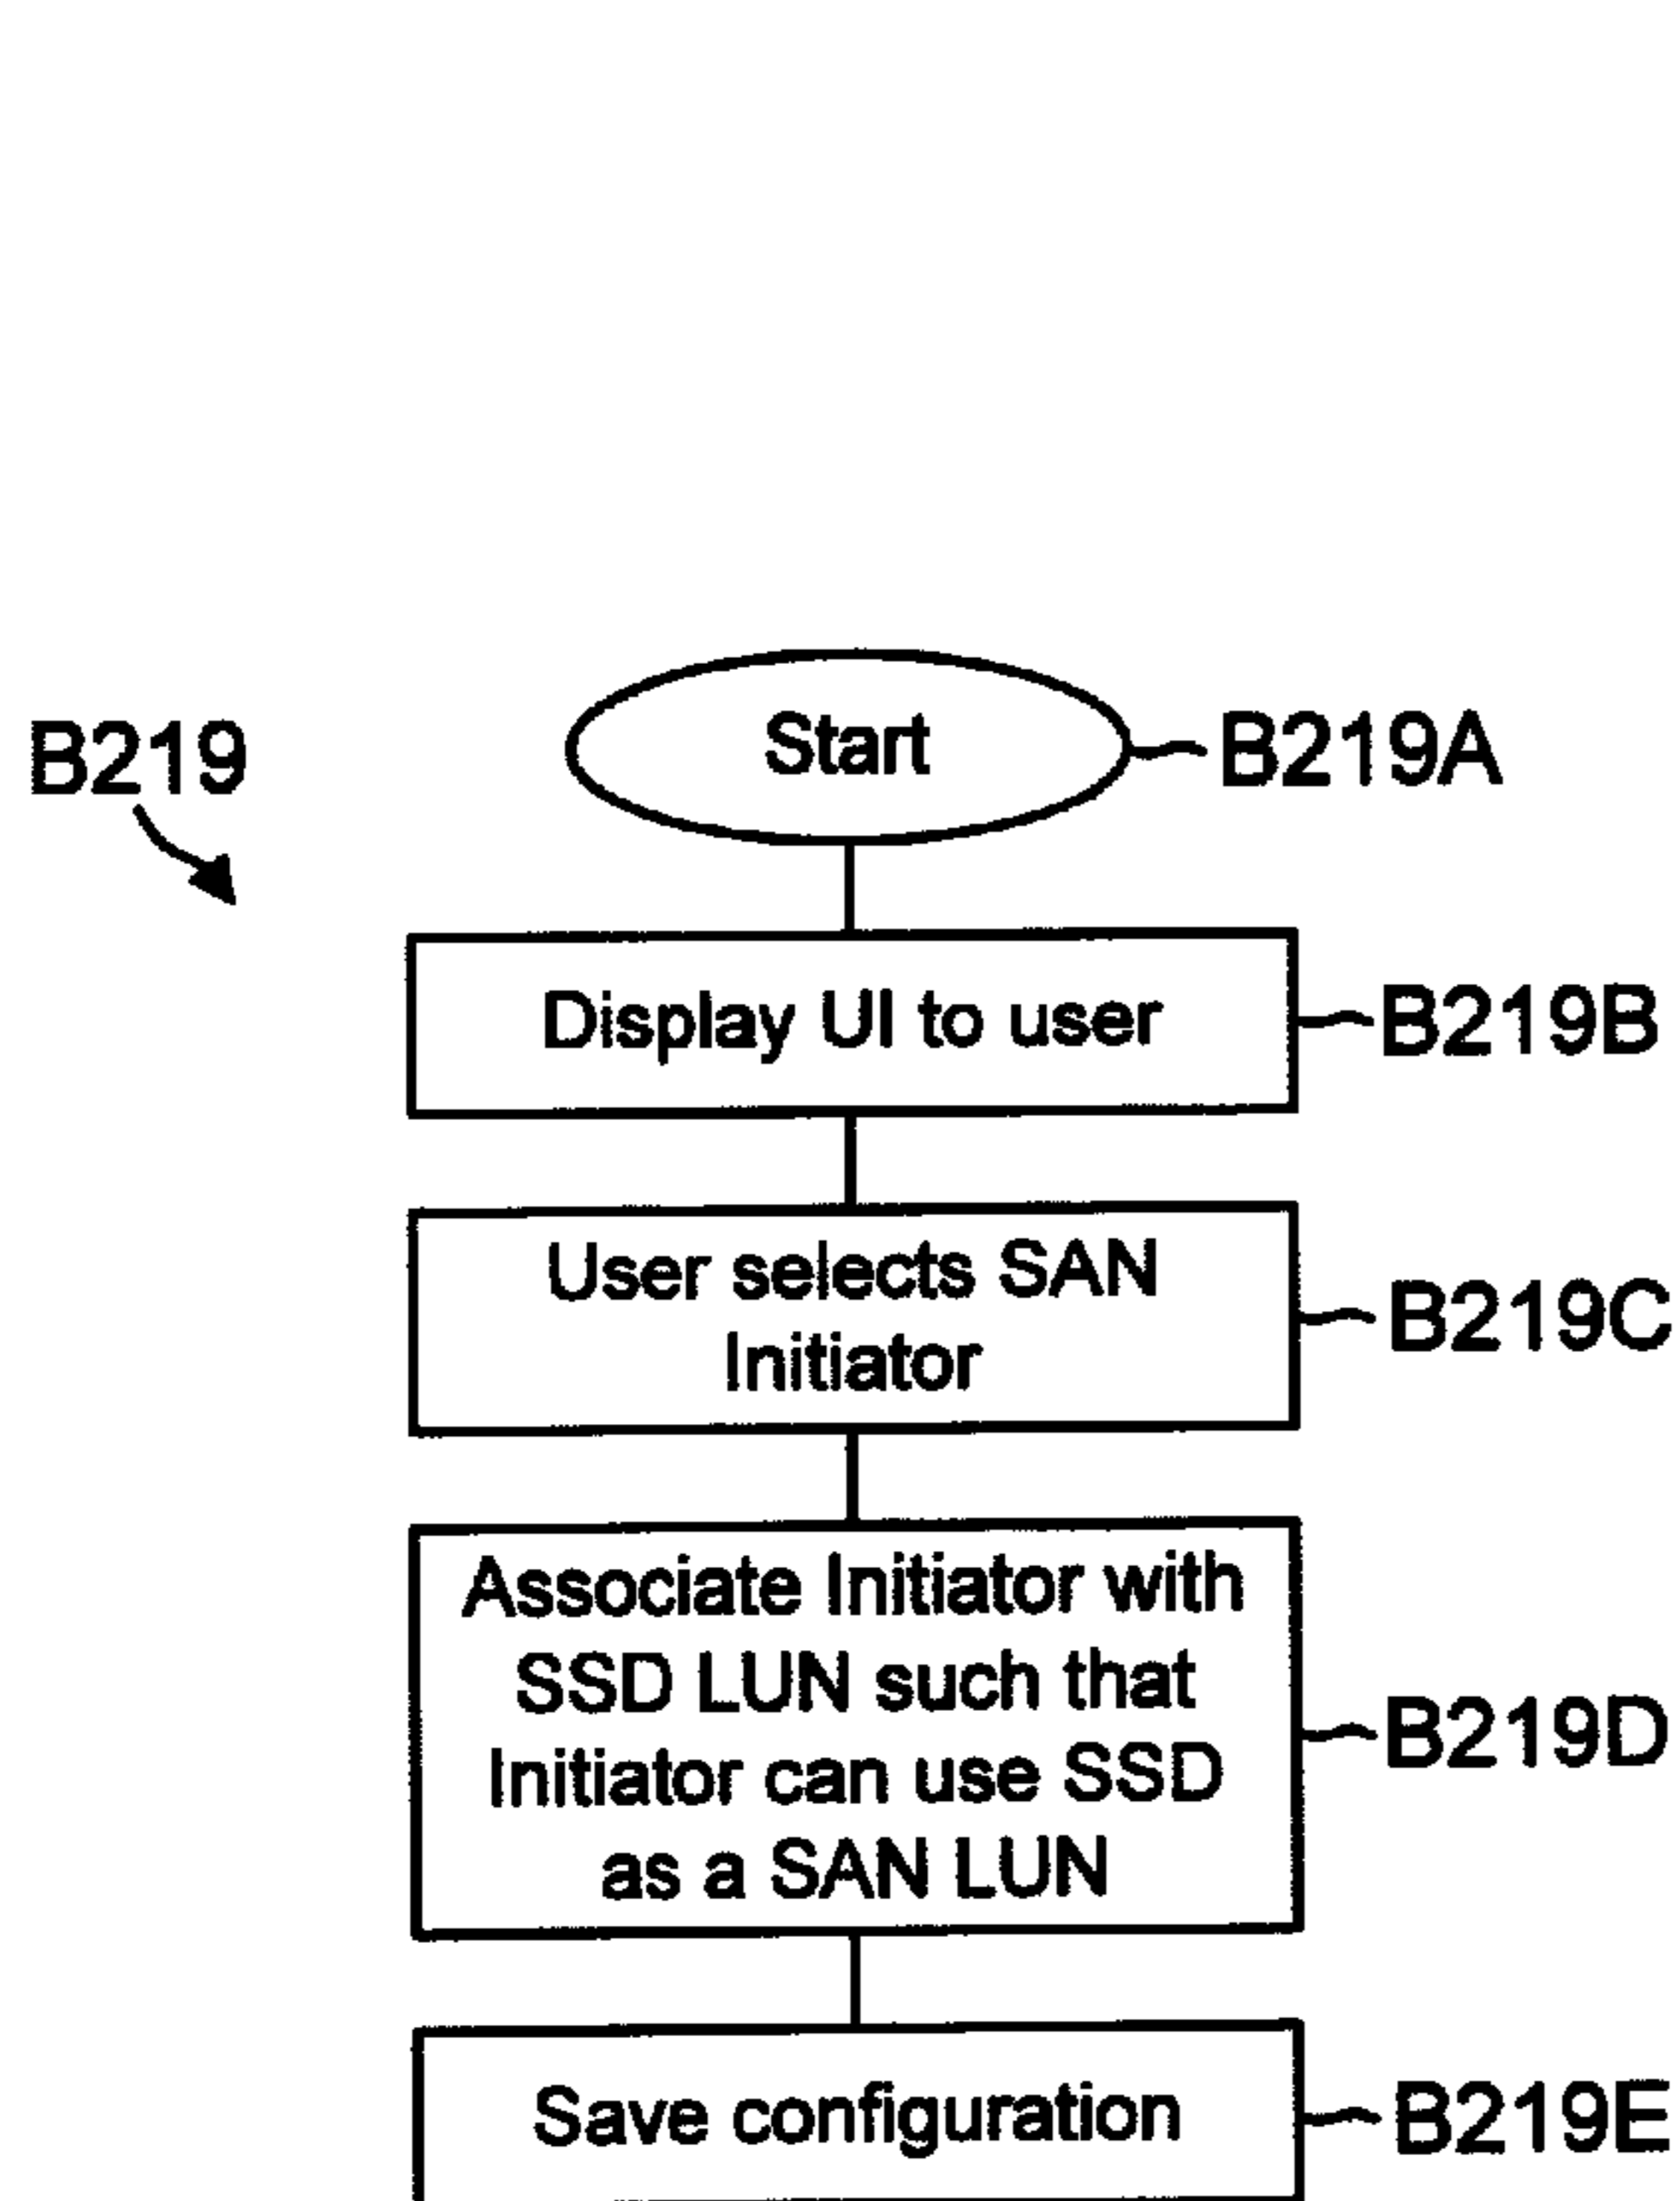 Start
B219A
B219
Display UI to user
B219B
User selects SAN
Initiator
B219C
Associate Initiator with
SSD LUN such that
Initiator can use SSD
as a SAN LUN
B219D
Save configuration
B219E